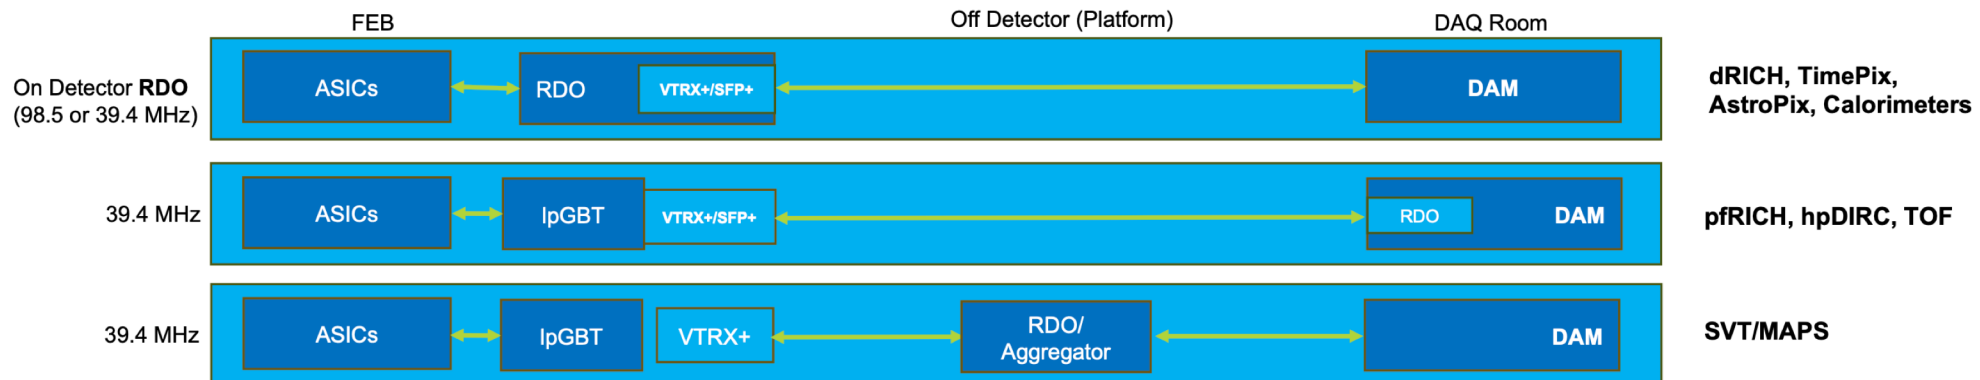 FEB
Off Detector (Platform)
DAQ Room
On Detector RDO
(98.5 or 39.4 MHz)
ASICs
RDO
VTRX+/SFP+
DAM
dRICH, TimePix,
AstroPix, Calorimeters
39.4 MHz
ASICs
lpGBT
VTRX+/SFP+
RDO
DAM
pfRICH, hpDIRC, TOF
39.4 MHz
ASICs
lpGBT
VTRX+
RDO/
Aggregator
DAM
SVT/MAPS